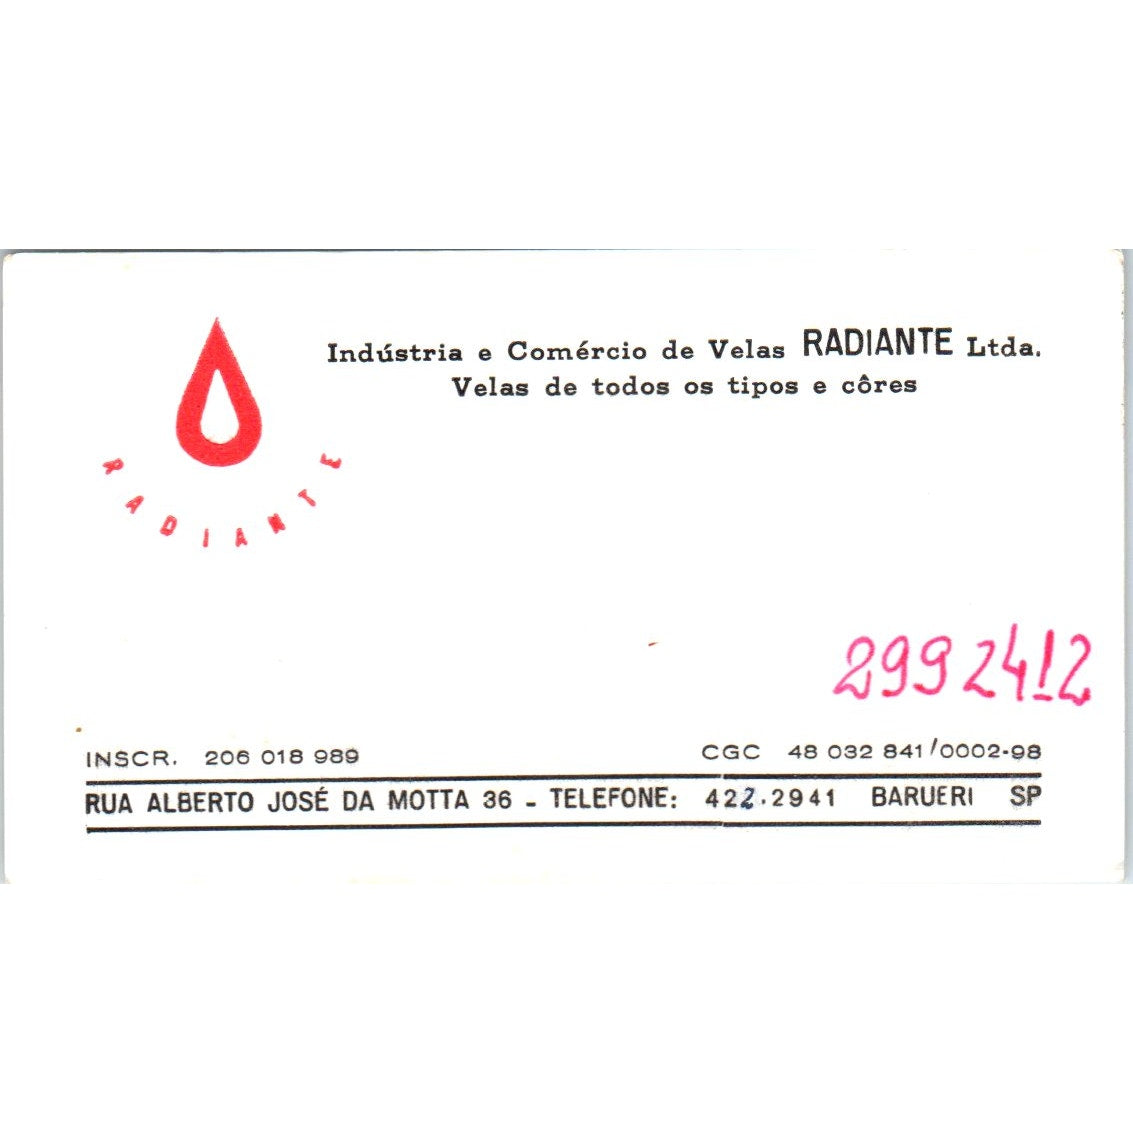 Indústria e Comércio de Velas RADIANTE Ltda.
Velas de todos os tipos e côres
RADIANTE
2992412
INSCR. 206 018 989
CGC 48 032 841/0002-98
RUA ALBERTO JOSÉ DA MOTTA 36 - TELEFONE: 422.2941 BARUERI SP